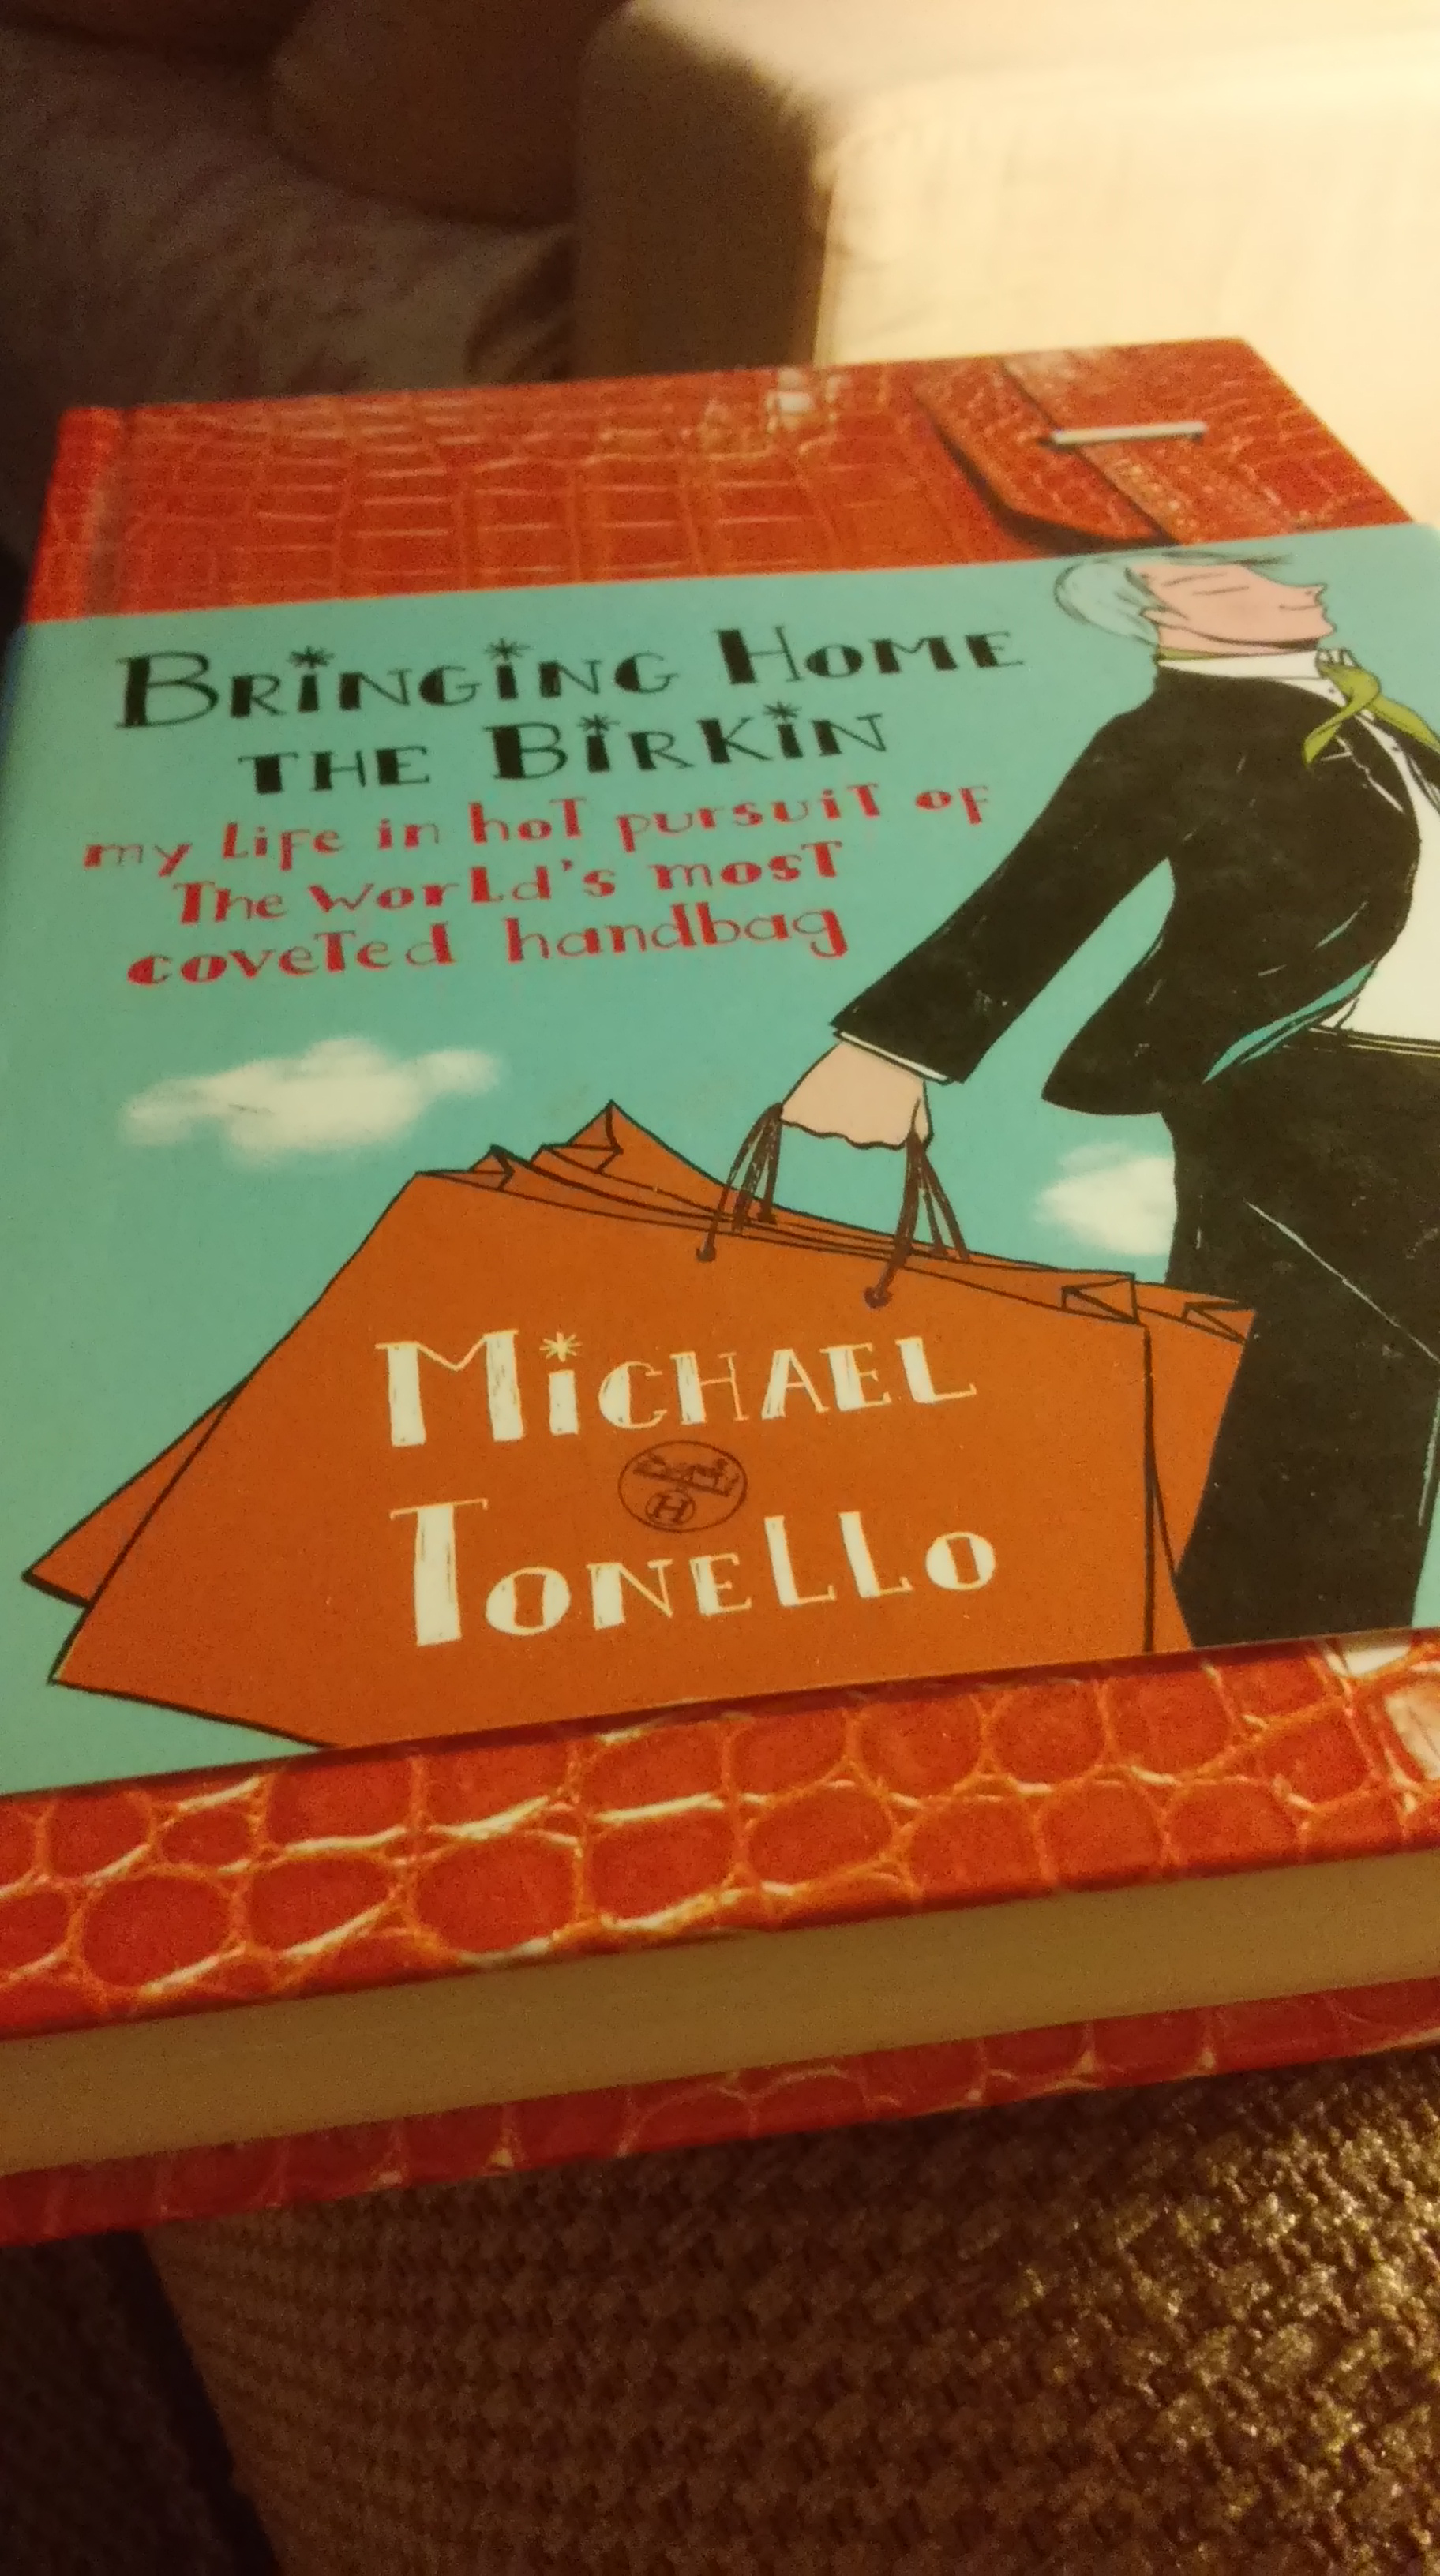 Bringing Home
the Birkin
my life in hot pursuit of
The world's most
coveted handbag
Michael
H
Tonello